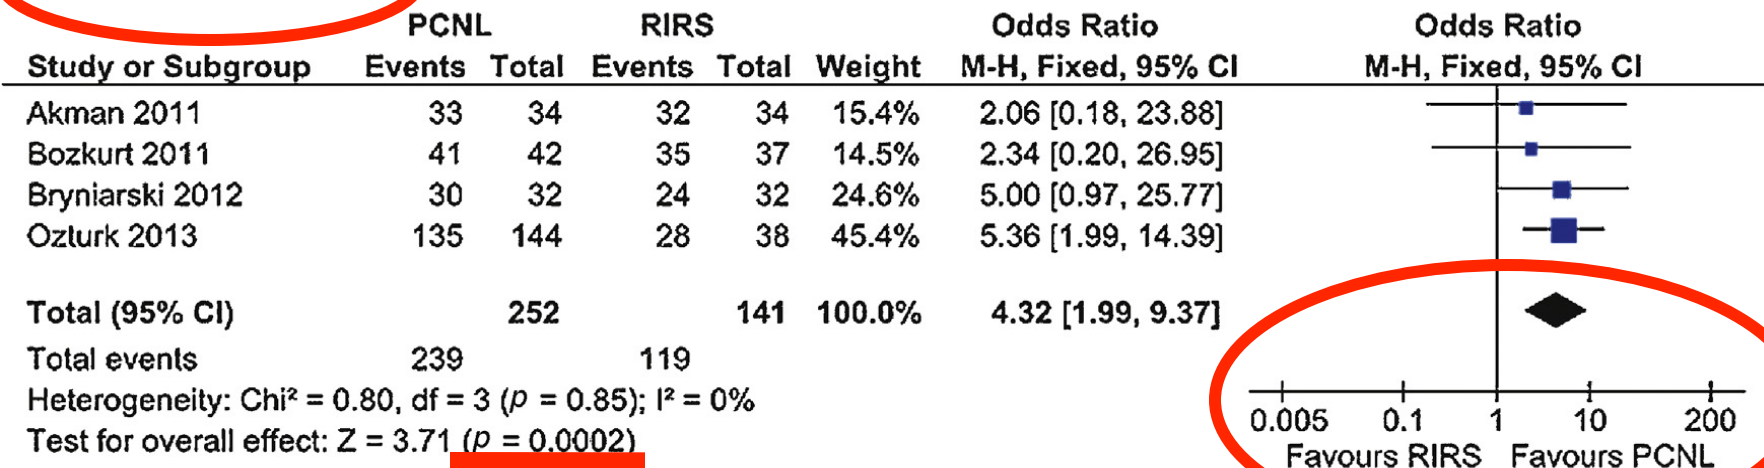 PCNL RIRS Odds Ratio Odds Ratio
Study or Subgroup Events Total Events Total Weight M-H, Fixed, 95% CI M-H, Fixed, 95% CI
Akman 2011 33 34 32 34 15.4% 2.06 [0.18, 23.88]
Bozkurt 2011 41 42 35 37 14.5% 2.34 [0.20, 26.95]
Bryniarski 2012 30 32 24 32 24.6% 5.00 [0.97, 25.77]
Ozturk 2013 135 144 28 38 45.4% 5.36 [1.99, 14.39]
Total (95% CI) 252 141 100.0% 4.32 [1.99, 9.37]
Total events 239 119
Heterogeneity: Chi² = 0.80, df = 3 (p = 0.85); I² = 0%
Test for overall effect: Z = 3.71 (p = 0.0002)
0.005 0.1 1 10 200
Favours RIRS Favours PCNL